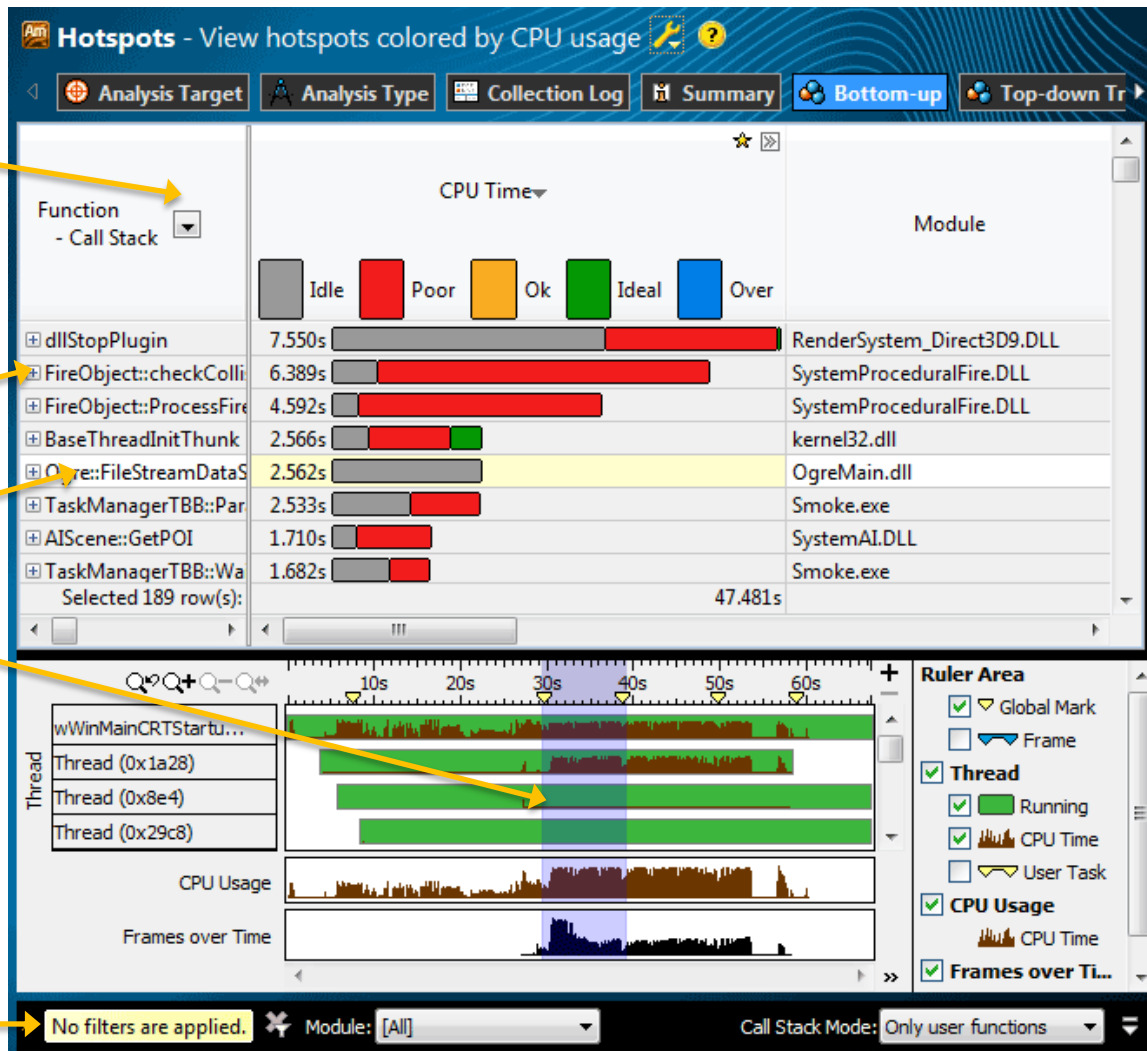 Hotspots - View hotspots colored by CPU usage ?
Analysis Target Analysis Type Collection Log Summary Bottom-up Top-down Tr
CPU Time
Function
- Call Stack
Module
Idle Poor Ok Ideal Over
dllStopPlugin 7.550s RenderSystem_Direct3D9.DLL
FireObject::checkColli 6.389s SystemProceduralFire.DLL
FireObject::ProcessFire 4.592s SystemProceduralFire.DLL
BaseThreadInitThunk 2.566s kernel32.dll
Ogre::FileStreamDataS 2.562s OgreMain.dll
TaskManagerTBB::Par 2.533s Smoke.exe
AIScene::GetPOI 1.710s SystemAI.DLL
TaskManagerTBB::Wa 1.682s Smoke.exe
Selected 189 row(s): 47.481s
10s 20s 30s 40s 50s 60s
Thread
wWinMainCRTStartu...
Thread (0x1a28)
Thread (0x8e4)
Thread (0x29c8)
CPU Usage
Frames over Time
Ruler Area
Global Mark
Frame
Thread
Running
CPU Time
User Task
CPU Usage
CPU Time
Frames over Ti...
No filters are applied. Module: [All] Call Stack Mode: Only user functions